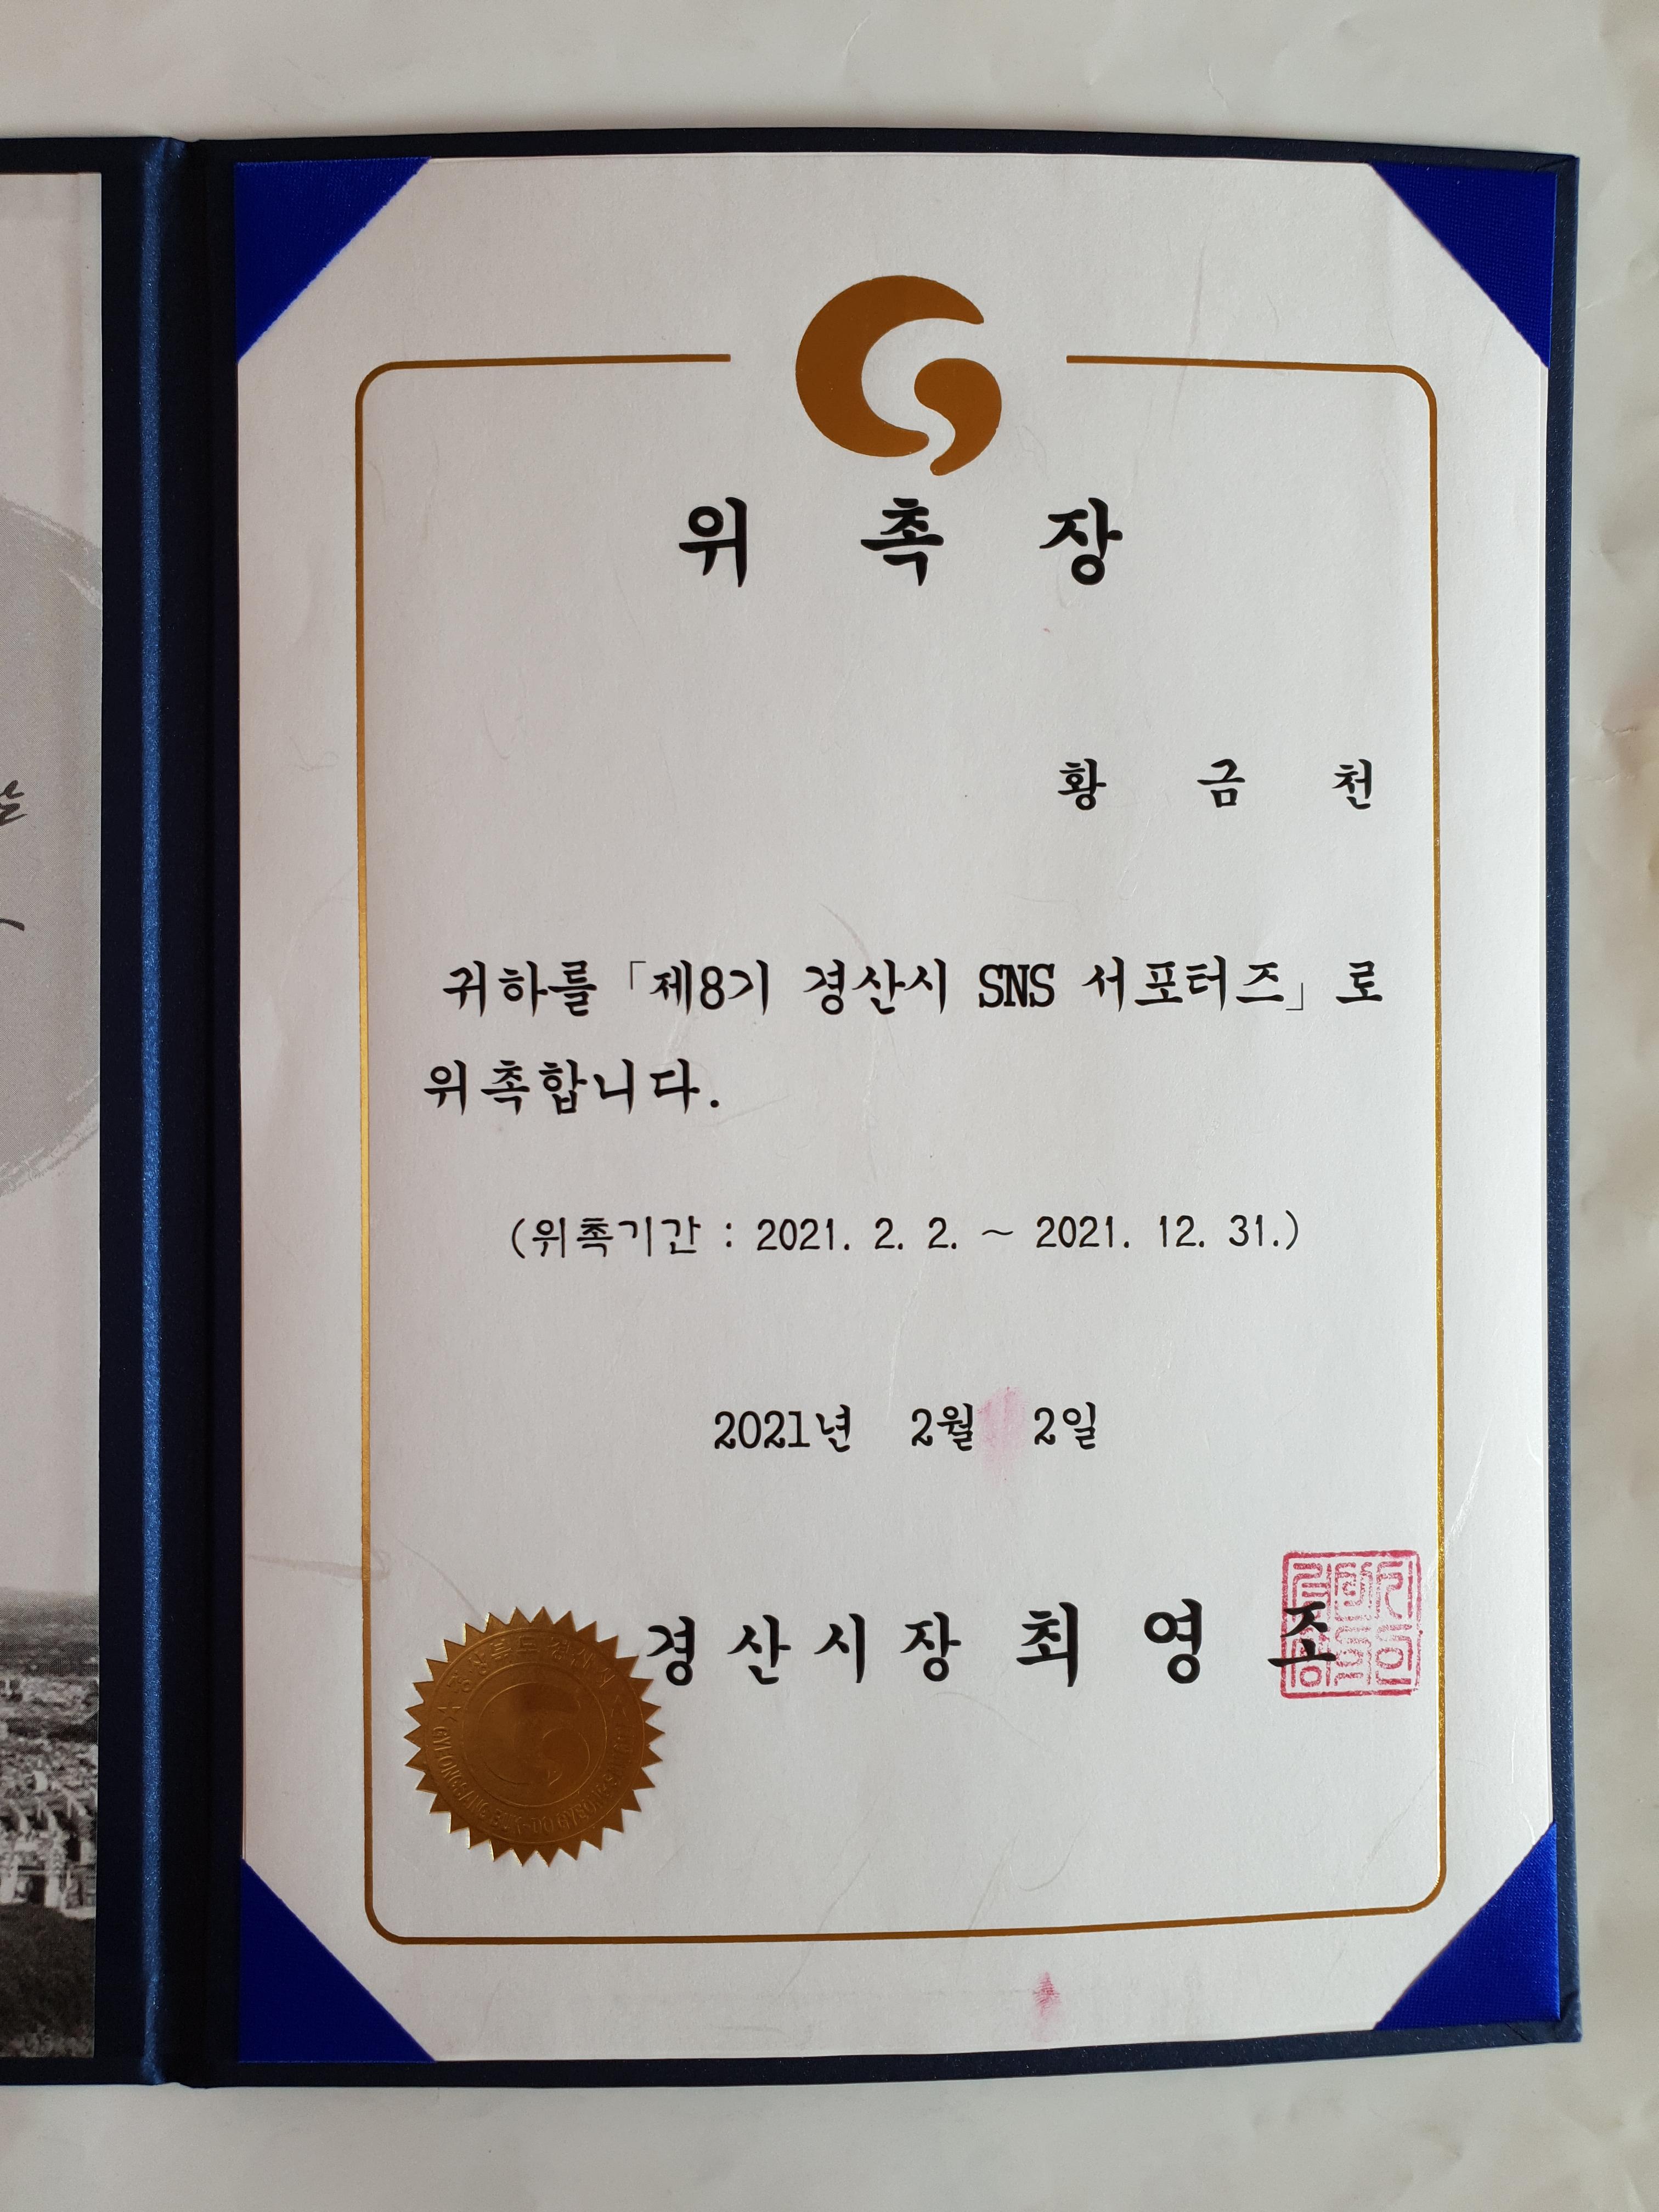 위 촉 장
황 금 천
귀하를 「제8기 경산시 SNS 서포터즈」로
위촉합니다.
(위촉기간 : 2021. 2. 2. ~ 2021. 12. 31.)
2021년 2월 2일
경 산 시 장 최 영 조